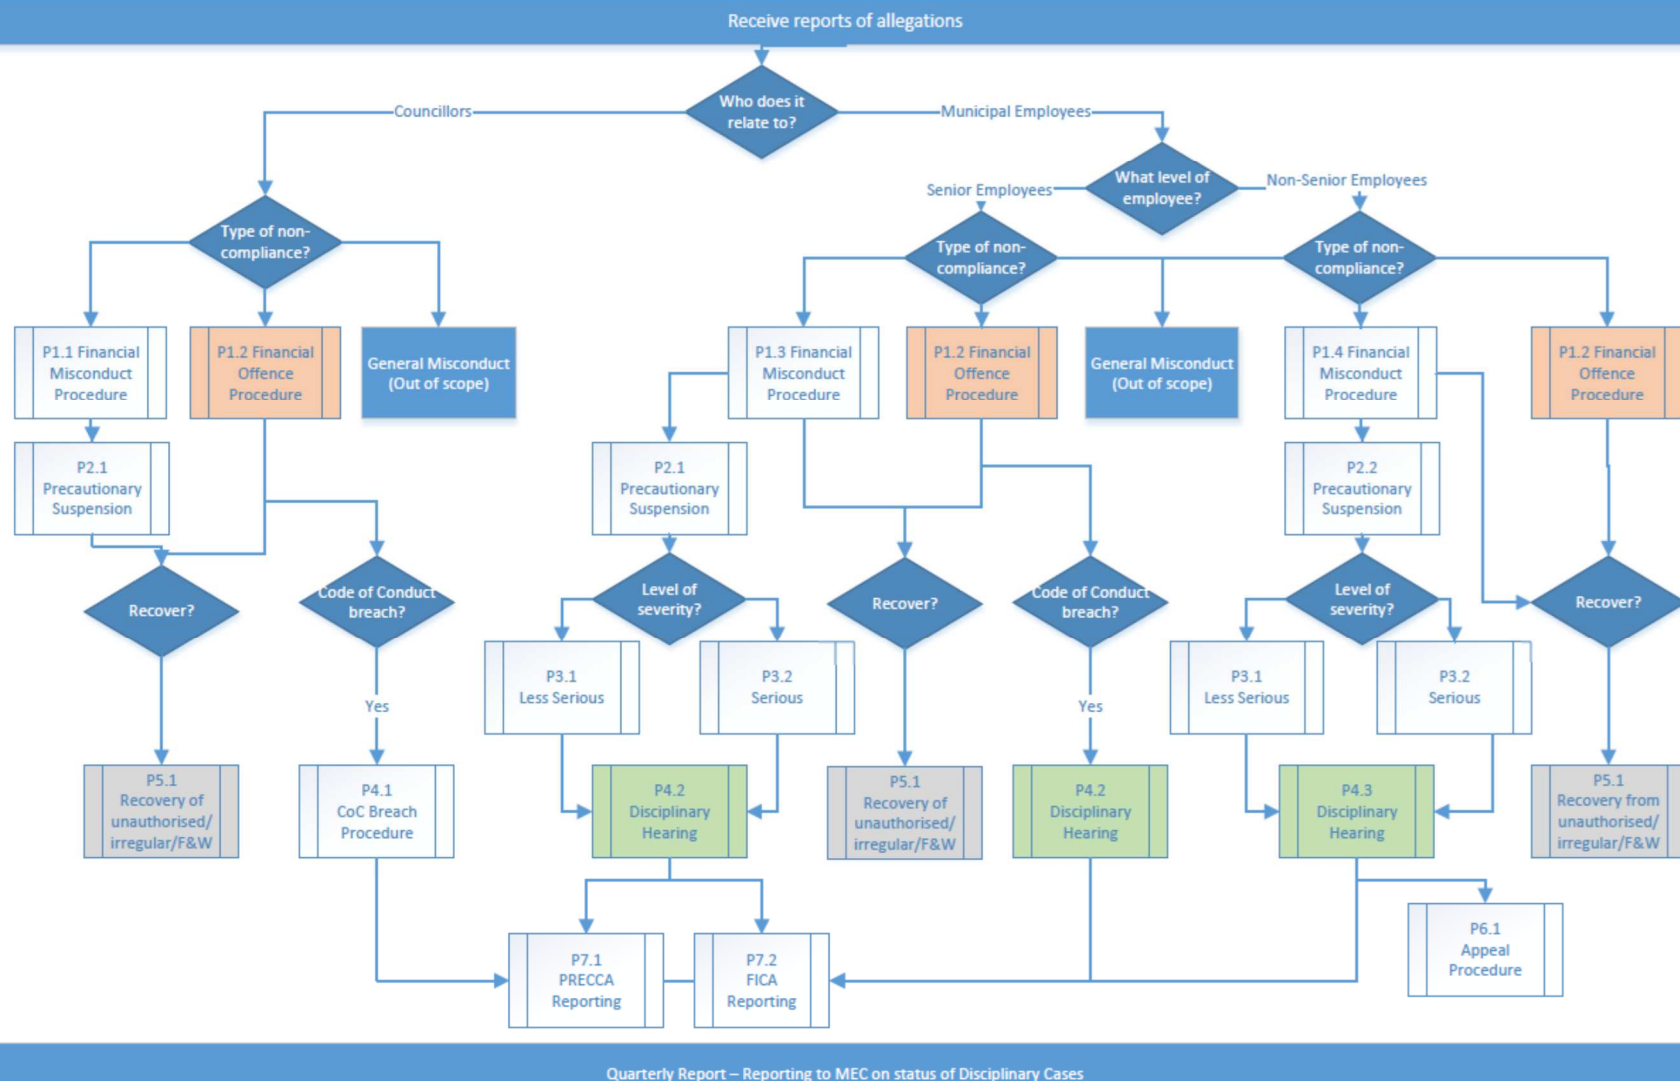 Receive reports of allegations
Who does it
relate to?
Councillors
Municipal Employees
What level of
employee?
Senior Employees
Non-Senior Employees
Type of non-
compliance?
Type of non-
compliance?
Type of non-
compliance?
P1.1 Financial
Misconduct
Procedure
P1.2 Financial
Offence
Procedure
General Misconduct
(Out of scope)
P1.3 Financial
Misconduct
Procedure
P1.2 Financial
Offence
Procedure
General Misconduct
(Out of scope)
P1.4 Financial
Misconduct
Procedure
P1.2 Financial
Offence
Procedure
P2.1
Precautionary
Suspension
P2.1
Precautionary
Suspension
P2.2
Precautionary
Suspension
Recover?
Code of Conduct
breach?
Level of
severity?
Recover?
Code of Conduct
breach?
Level of
severity?
Recover?
P3.1
Less Serious
P3.2
Serious
P3.1
Less Serious
P3.2
Serious
Yes
Yes
P5.1
Recovery of
unauthorised/
irregular/F&W
P4.1
CoC Breach
Procedure
P4.2
Disciplinary
Hearing
P5.1
Recovery of
unauthorised/
irregular/F&W
P4.2
Disciplinary
Hearing
P4.3
Disciplinary
Hearing
P5.1
Recovery from
unauthorised/
irregular/F&W
P7.1
PRECCA
Reporting
P7.2
FICA
Reporting
P6.1
Appeal
Procedure
Quarterly Report – Reporting to MEC on status of Disciplinary Cases